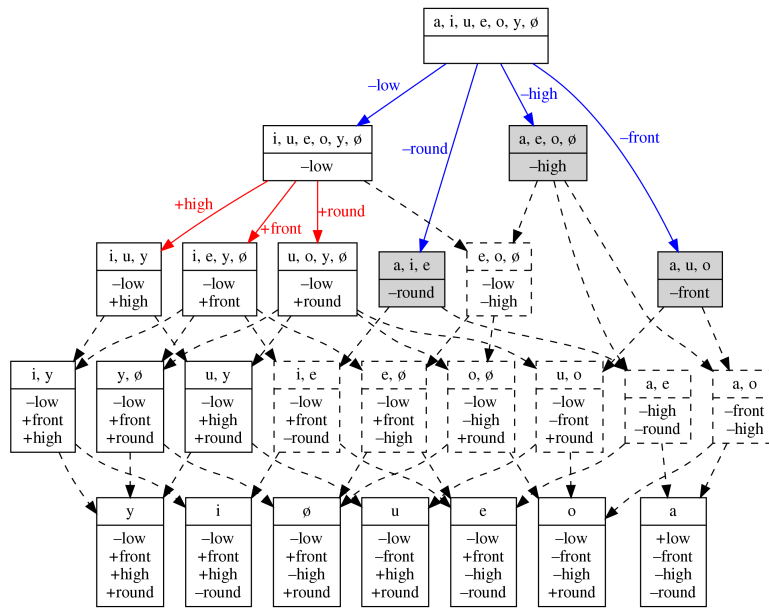 a, i, u, e, o, y, ø
–low
–high
–round
–front
i, u, e, o, y, ø
–low
a, e, o, ø
–high
+high
+front
+round
i, u, y
–low
+high
i, e, y, ø
–low
+front
u, o, y, ø
–low
+round
a, i, e
–round
e, o, ø
–low
–high
a, u, o
–front
i, y
–low
+front
+high
y, ø
–low
+front
+round
u, y
–low
+high
+round
i, e
–low
+front
–round
e, ø
–low
+front
–high
o, ø
–low
–high
+round
u, o
–low
–front
+round
a, e
–high
–round
a, o
–front
–high
y
–low
+front
+high
+round
i
–low
+front
+high
–round
ø
–low
+front
–high
+round
u
–low
–front
+high
+round
e
–low
+front
–high
–round
o
–low
–front
–high
+round
a
+low
–front
–high
–round